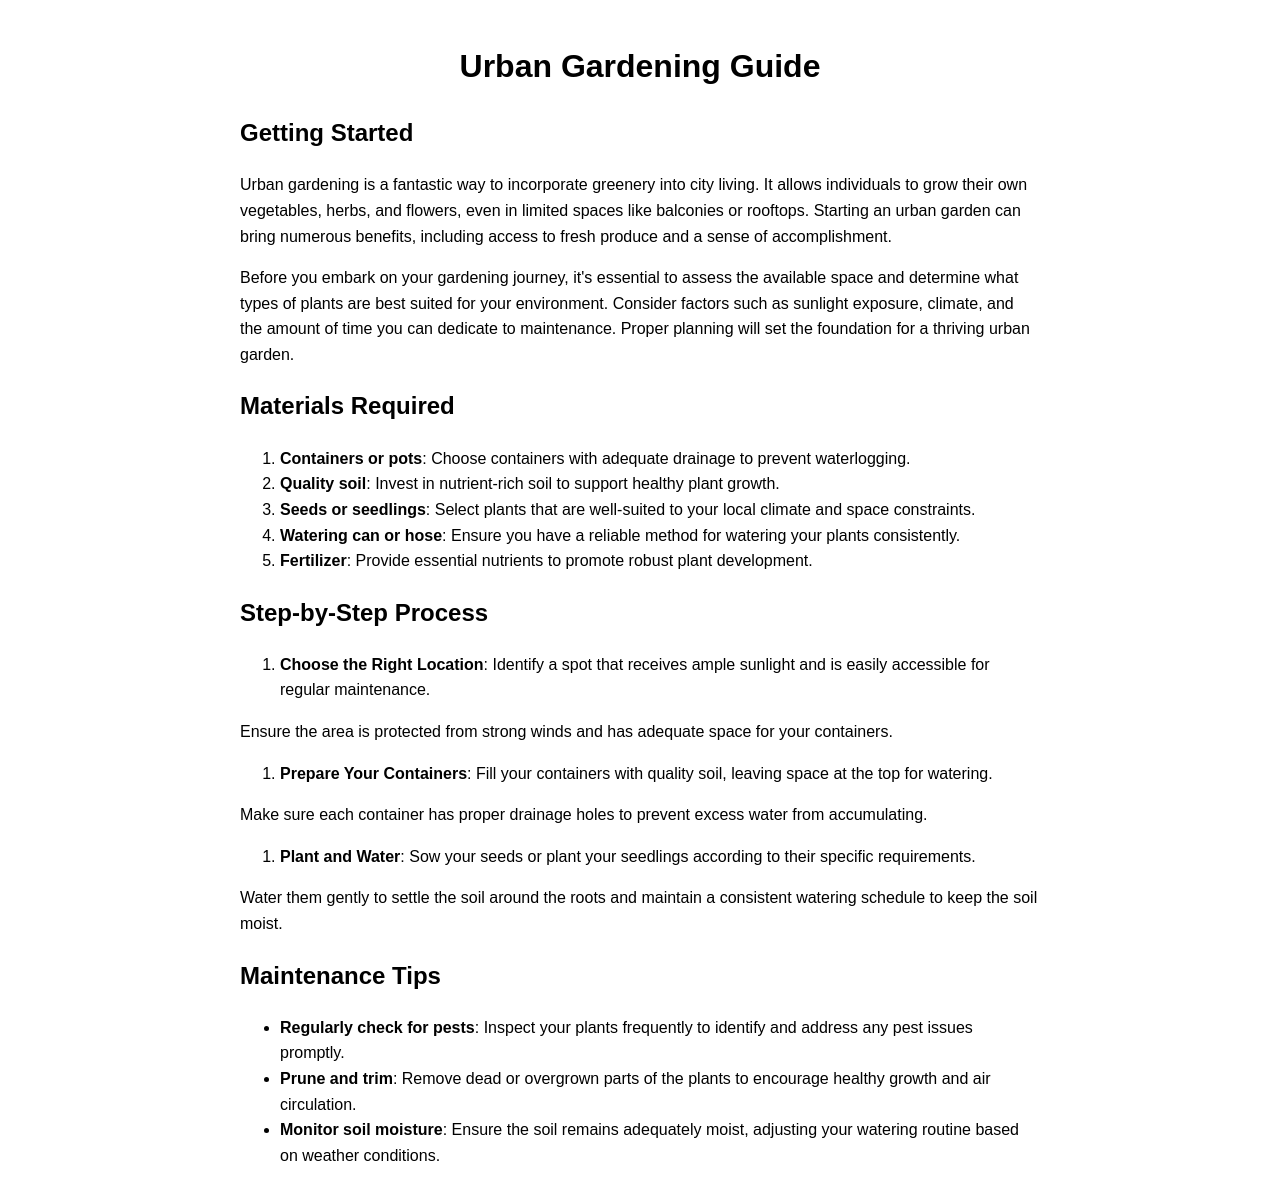 Urban Gardening Guide
Getting Started
Urban gardening is a fantastic way to incorporate greenery into city living. It allows individuals to grow their own
vegetables, herbs, and flowers, even in limited spaces like balconies or rooftops. Starting an urban garden can
bring numerous benefits, including access to fresh produce and a sense of accomplishment.
Before you embark on your gardening journey, it's essential to assess the available space and determine what
types of plants are best suited for your environment. Consider factors such as sunlight exposure, climate, and
the amount of time you can dedicate to maintenance. Proper planning will set the foundation for a thriving urban
garden.
Materials Required
1. Containers or pots: Choose containers with adequate drainage to prevent waterlogging.
2. Quality soil: Invest in nutrient-rich soil to support healthy plant growth.
3. Seeds or seedlings: Select plants that are well-suited to your local climate and space constraints.
4. Watering can or hose: Ensure you have a reliable method for watering your plants consistently.
5. Fertilizer: Provide essential nutrients to promote robust plant development.
Step-by-Step Process
1. Choose the Right Location: Identify a spot that receives ample sunlight and is easily accessible for
regular maintenance.
Ensure the area is protected from strong winds and has adequate space for your containers.
1. Prepare Your Containers: Fill your containers with quality soil, leaving space at the top for watering.
Make sure each container has proper drainage holes to prevent excess water from accumulating.
1. Plant and Water: Sow your seeds or plant your seedlings according to their specific requirements.
Water them gently to settle the soil around the roots and maintain a consistent watering schedule to keep the soil
moist.
Maintenance Tips
• Regularly check for pests: Inspect your plants frequently to identify and address any pest issues
promptly.
• Prune and trim: Remove dead or overgrown parts of the plants to encourage healthy growth and air
circulation.
• Monitor soil moisture: Ensure the soil remains adequately moist, adjusting your watering routine based
on weather conditions.